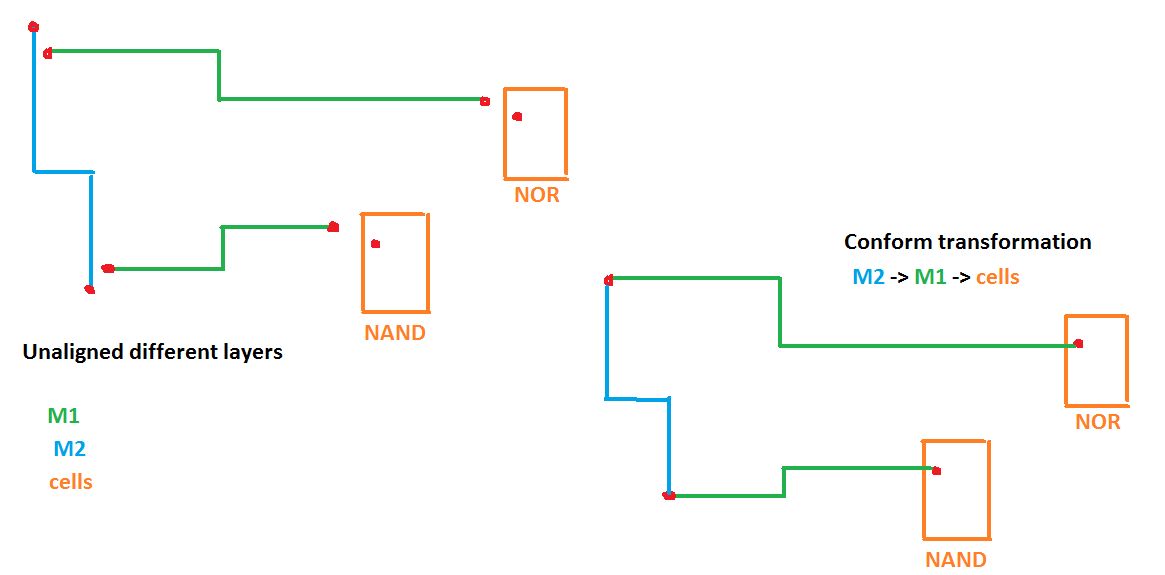 NOR
NAND
Unaligned different layers
M1
M2
cells
Conform transformation
M2 -> M1 -> cells
NOR
NAND